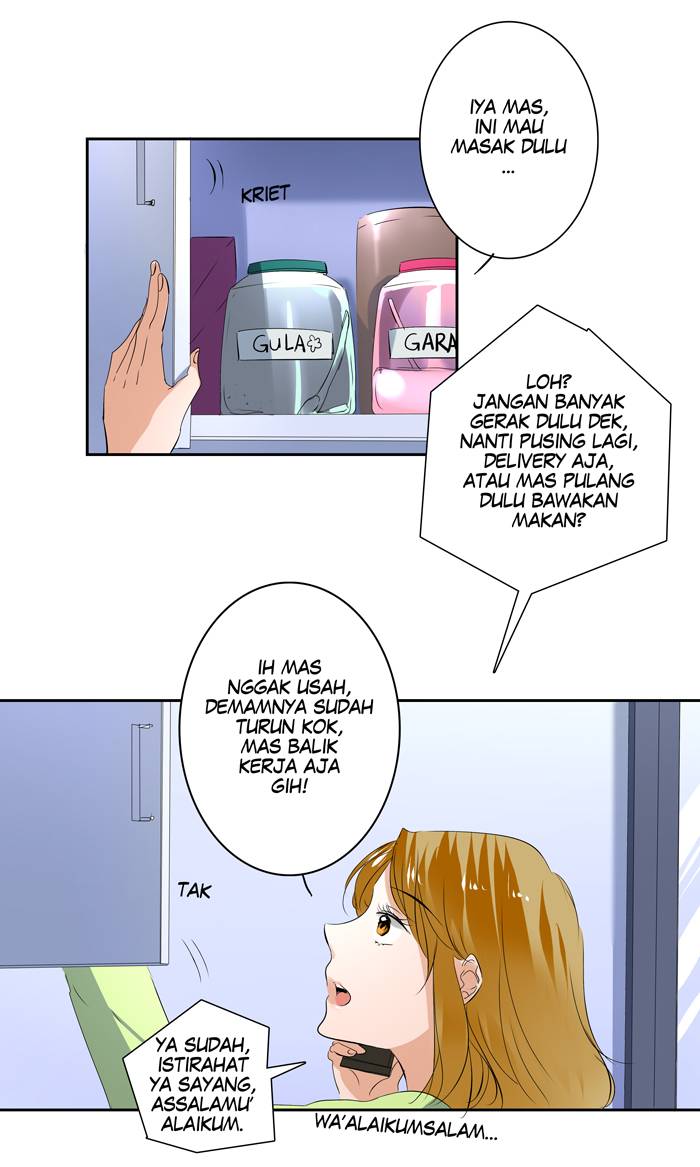 IYA MAS,
INI MAU
MASAK DULU
...
KRIET
GULA
GARA
LOH?
JANGAN BANYAK
GERAK DULU DEK,
NANTI PUSING LAGI,
DELIVERY AJA,
ATAU MAS PULANG
DULU BAWAKAN
MAKAN?
IH MAS
NGGAK USAH,
DEMAMNYA SUDAH
TURUN KOK,
MAS BALIK
KERJA AJA
GIH!
TAK
YA SUDAH,
ISTIRAHAT
YA SAYANG,
ASSALAMU'
ALAIKUM.
WA'ALAIKUMSALAM...